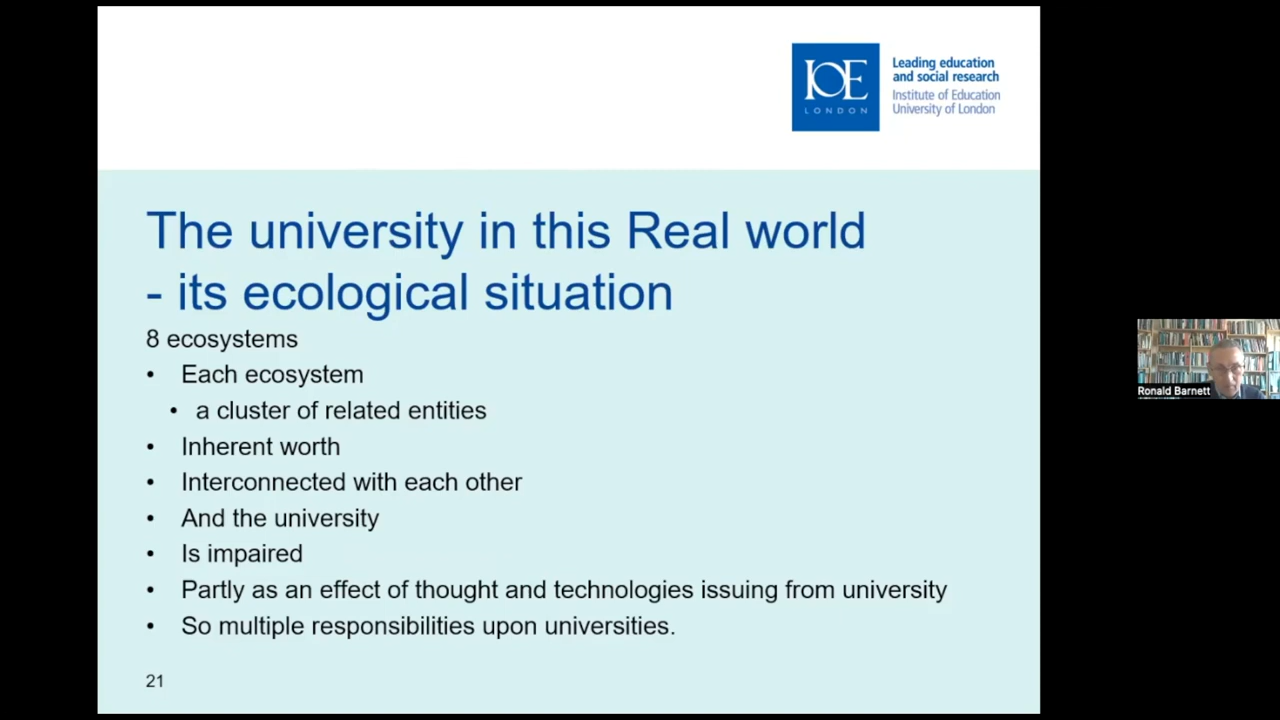 IOE
LONDON
Leading education
and social research
Institute of Education
University of London
The university in this Real world
- its ecological situation
8 ecosystems
• Each ecosystem
• a cluster of related entities
• Inherent worth
• Interconnected with each other
• And the university
• Is impaired
• Partly as an effect of thought and technologies issuing from university
• So multiple responsibilities upon universities.
21
Ronald Barnett